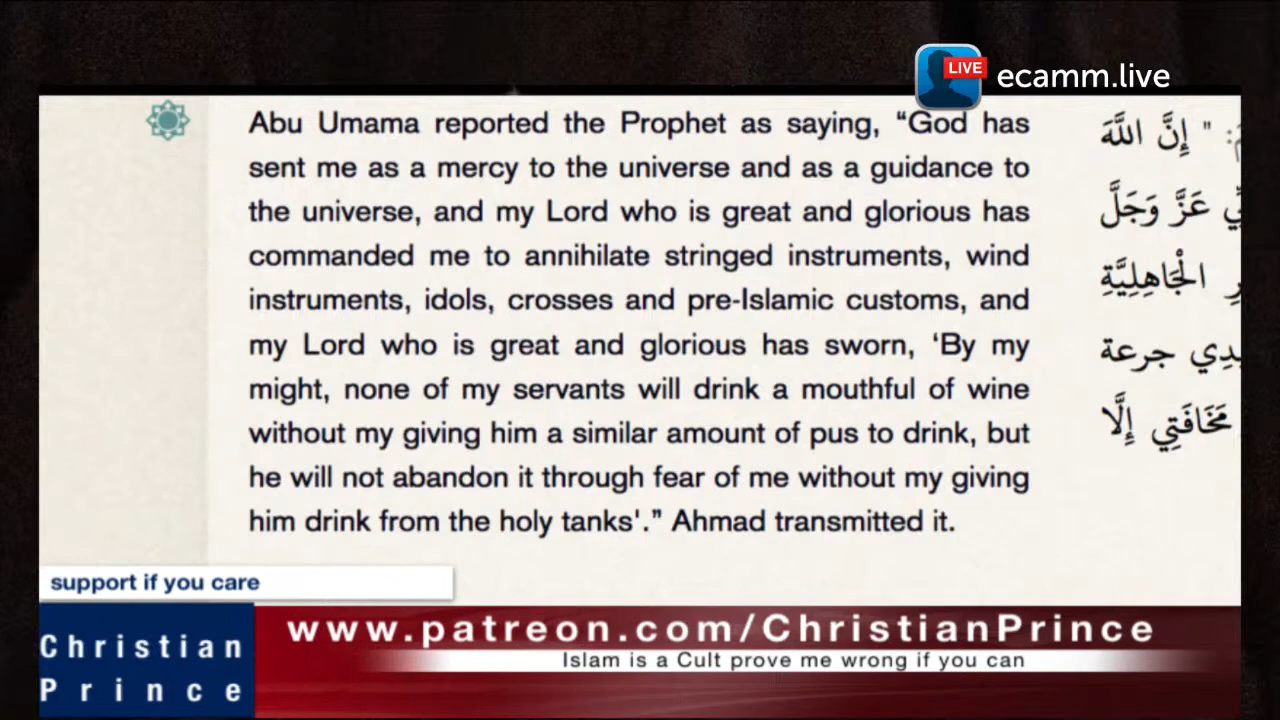 LIVE
ecamm.live
Abu Umama reported the Prophet as saying, “God has
sent me as a mercy to the universe and as a guidance to
the universe, and my Lord who is great and glorious has
commanded me to annihilate stringed instruments, wind
instruments, idols, crosses and pre-Islamic customs, and
my Lord who is great and glorious has sworn, ‘By my
might, none of my servants will drink a mouthful of wine
without my giving him a similar amount of pus to drink, but
he will not abandon it through fear of me without my giving
him drink from the holy tanks'.” Ahmad transmitted it.
" إِنَّ اللَّهَ
عَزَّ وَجَلَّ
الْجَاهِلِيَّةِ
جرعة
مَخَافَتِي إِلَّا
support if you care
Christian
Prince
www.patreon.com/ChristianPrince
Islam is a Cult prove me wrong if you can